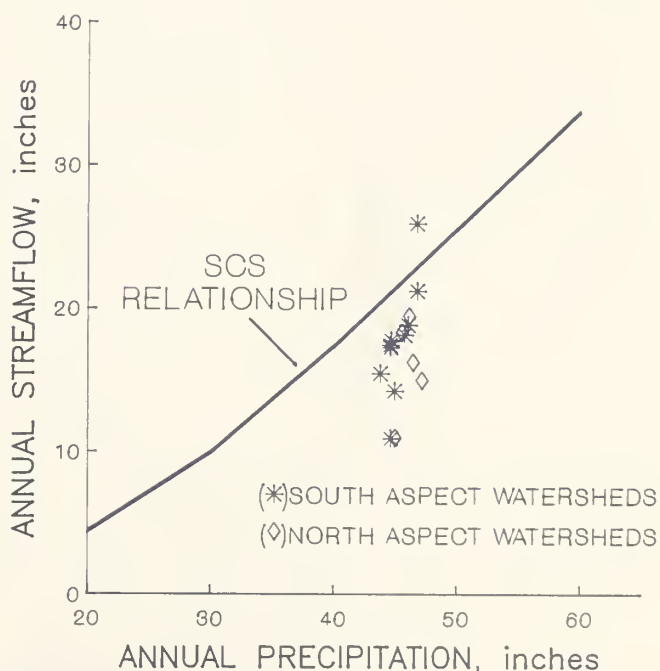 40
30
20
10
0
ANNUAL STREAMFLOW, inches
SCS
RELATIONSHIP
(*)SOUTH ASPECT WATERSHEDS
(◇)NORTH ASPECT WATERSHEDS
20 30 40 50 60
ANNUAL PRECIPITATION, inches